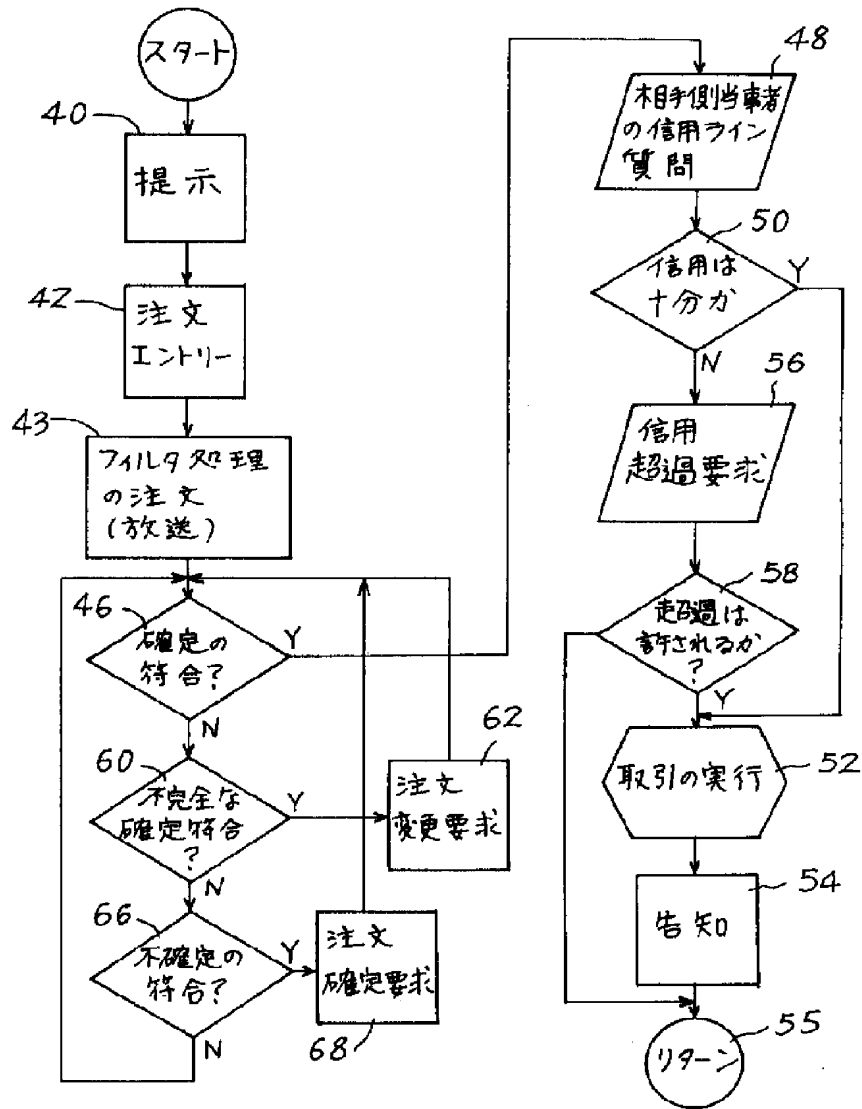 スタート
40
提示
42
注文
エントリー
43
フィルタ処理
の注文
(放送)
46
確定の
符合?
Y
N
60
不完全な
確定符合
?
Y
N
62
注文
変更要求
66
不確定の
符合?
Y
N
注文
確定要求
68
48
相手側当事者
の信用ライン
質問
50
信用は
十分か
Y
N
56
信用
超過要求
58
超過は
許されるか
?
Y
取引の実行
52
54
告知
55
リターン